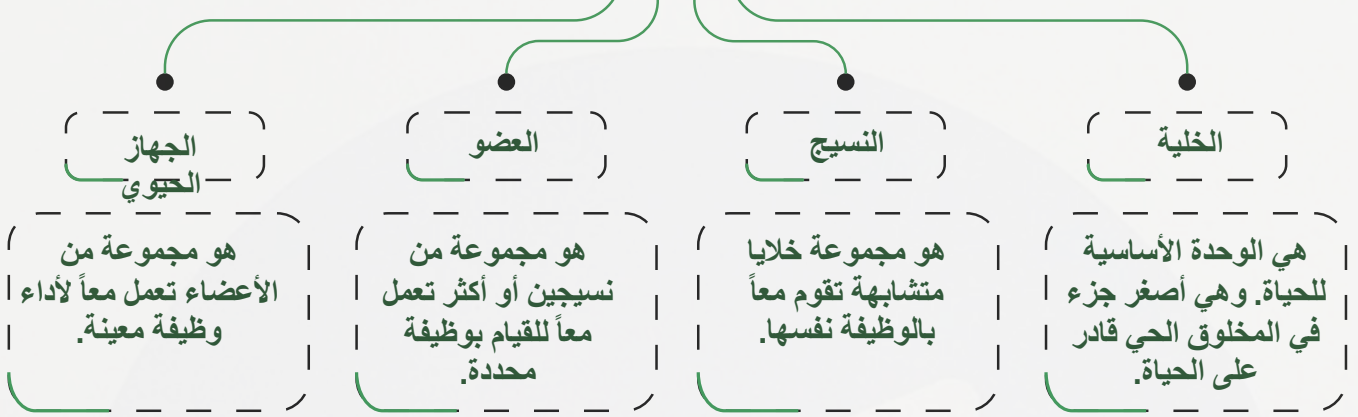 الخلية
هي الوحدة الأساسية
للحياة. وهي أصغر جزء
في المخلوق الحي قادر
على الحياة.
النسيج
هو مجموعة خلايا
متشابهة تقوم معاً
بالوظيفة نفسها.
العضو
هو مجموعة من
نسيجين أو أكثر تعمل
معاً للقيام بوظيفة
محددة.
الجهاز
الحيوي
هو مجموعة من
الأعضاء تعمل معاً لأداء
وظيفة معينة.